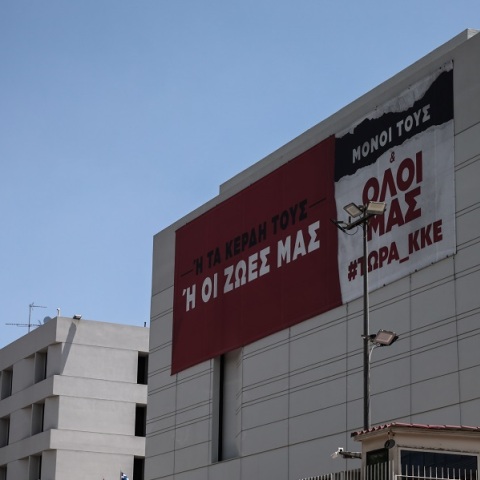 Ή ΤΑ ΚΕΡΔΗ ΤΟΥΣ
Ή ΟΙ ΖΩΕΣ ΜΑΣ
ΜΟΝΟΙ ΤΟΥΣ
&
ΟΛΟΙ
ΜΑΣ
#ΤΩΡΑ_ΚΚΕ